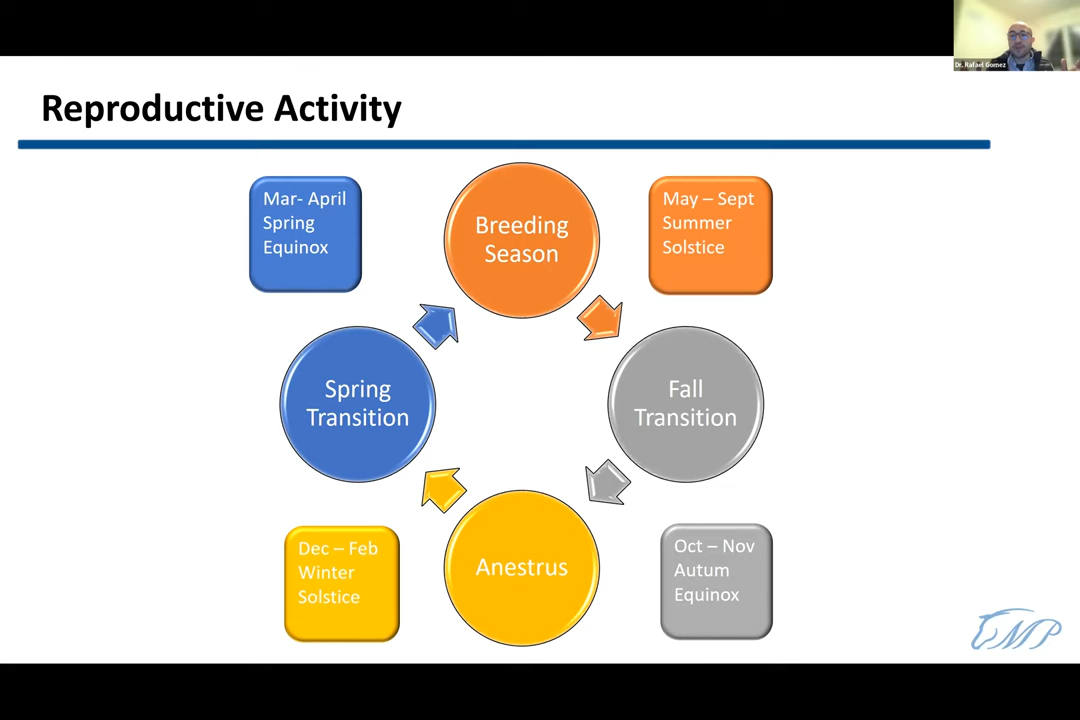 Dr. Rafael Gomez
Reproductive Activity
Mar- April
Spring
Equinox
Breeding
Season
May – Sept
Summer
Solstice
Spring
Transition
Fall
Transition
Dec – Feb
Winter
Solstice
Anestrus
Oct – Nov
Autum
Equinox
EMP